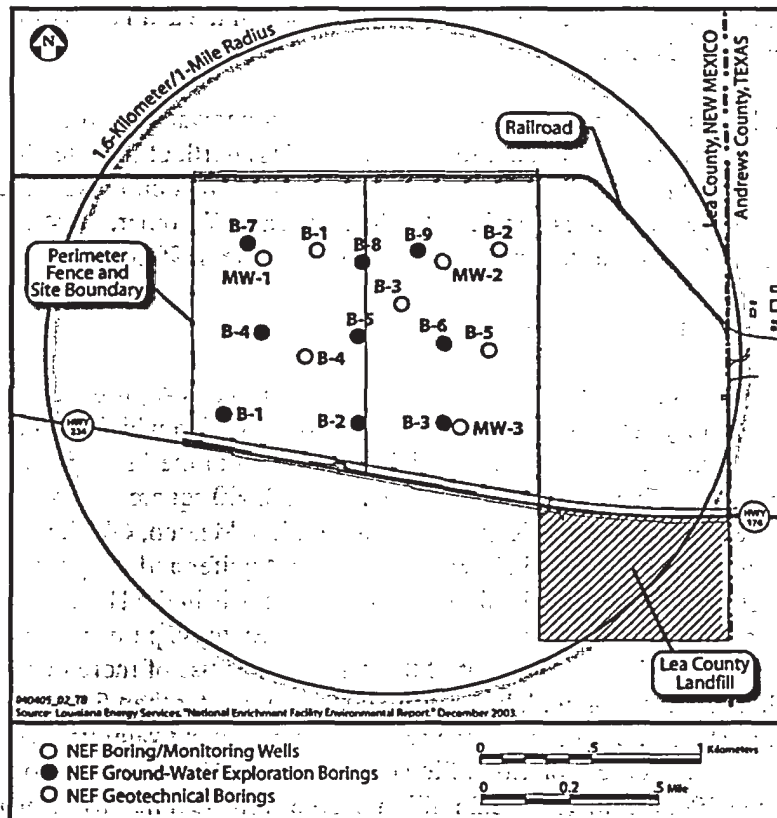 N
1.6-Kilometer/1-Mile Radius
Lea County, NEW MEXICO
Andrews County, TEXAS
Railroad
Perimeter
Fence and
Site Boundary
B-7
B-1
B-8
B-9
B-2
MW-1
MW-2
B-3
B-4
B-5
B-6
B-5
B-4
B-1
B-2
B-3
MW-3
HWY
234
HWY
176
Lea County
Landfill
040405_02_TB
Source: Louisiana Energy Services, "National Enrichment Facility Environmental Report." December 2003.
NEF Boring/Monitoring Wells
NEF Ground-Water Exploration Borings
NEF Geotechnical Borings
0 .5 1 Kilometers
0 0.2 .5 Mile